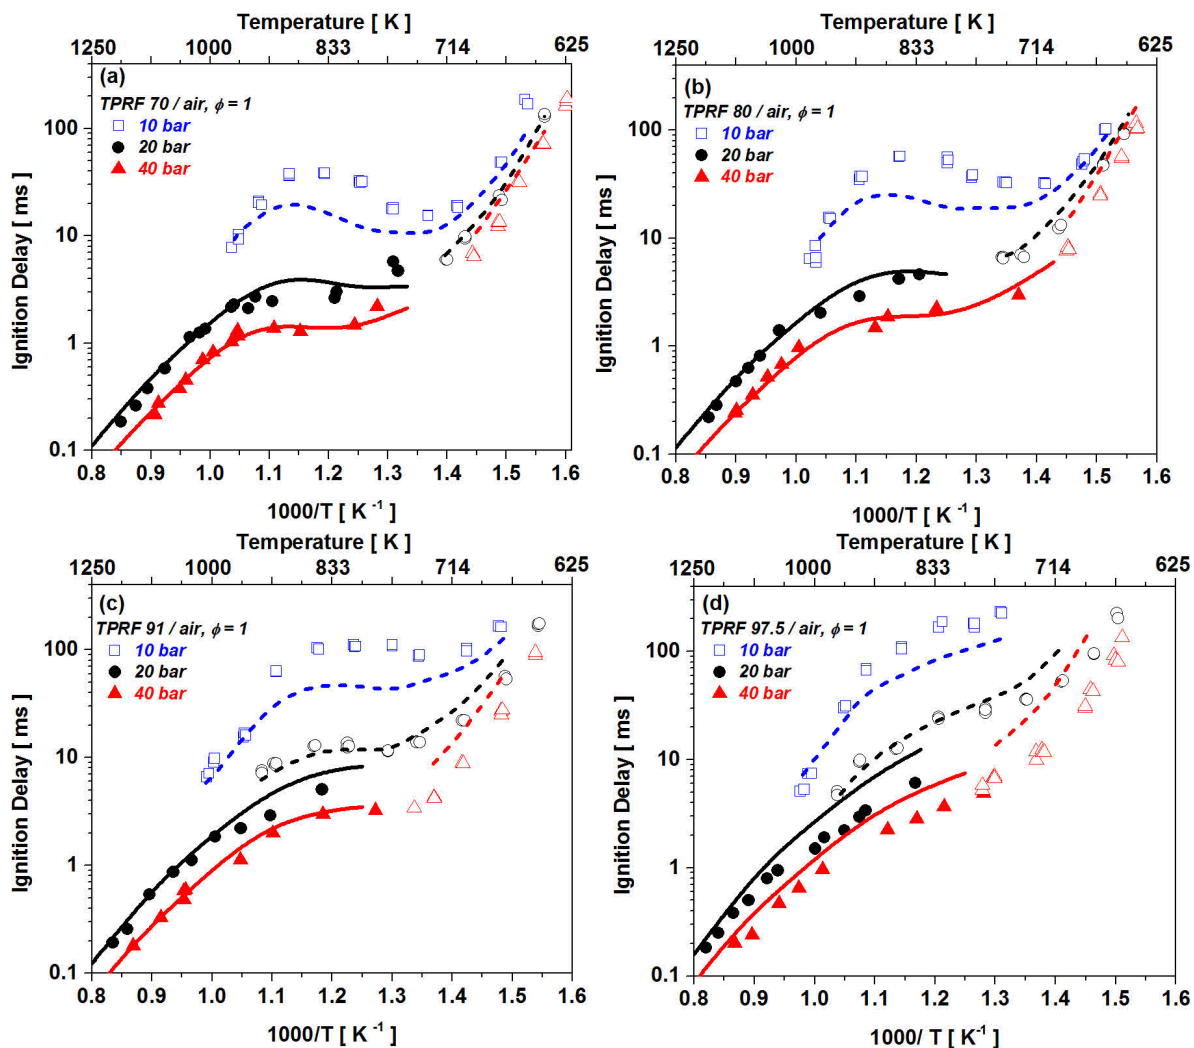 Temperature [ K]
1250 1000 833 714 625
(a)
TPRF 70 / air, ϕ = 1
10 bar
20 bar
40 bar
100
10
1
0.1
Ignition Delay [ ms]
0.8 0.9 1.0 1.1 1.2 1.3 1.4 1.5 1.6
1000/T [ K -1 ]
Temperature [ K ]
1250 1000 833 714 625
(b)
TPRF 80 / air, ϕ = 1
10 bar
20 bar
40 bar
100
10
1
0.1
Ignition Delay [ ms]
0.8 0.9 1.0 1.1 1.2 1.3 1.4 1.5 1.6
1000/T [ K -1 ]
Temperature [ K ]
1250 1000 833 714 625
(c)
TPRF 91 / air, ϕ = 1
10 bar
20 bar
40 bar
100
10
1
0.1
Ignition Delay [ ms]
0.8 0.9 1.0 1.1 1.2 1.3 1.4 1.5 1.6
1000/T [ K -1 ]
Temperature [ K ]
1250 1000 833 714 625
(d)
TPRF 97.5 / air, ϕ = 1
10 bar
20 bar
40 bar
100
10
1
0.1
Ignition Delay [ ms]
0.8 0.9 1.0 1.1 1.2 1.3 1.4 1.5 1.6
1000/ T [K-1]